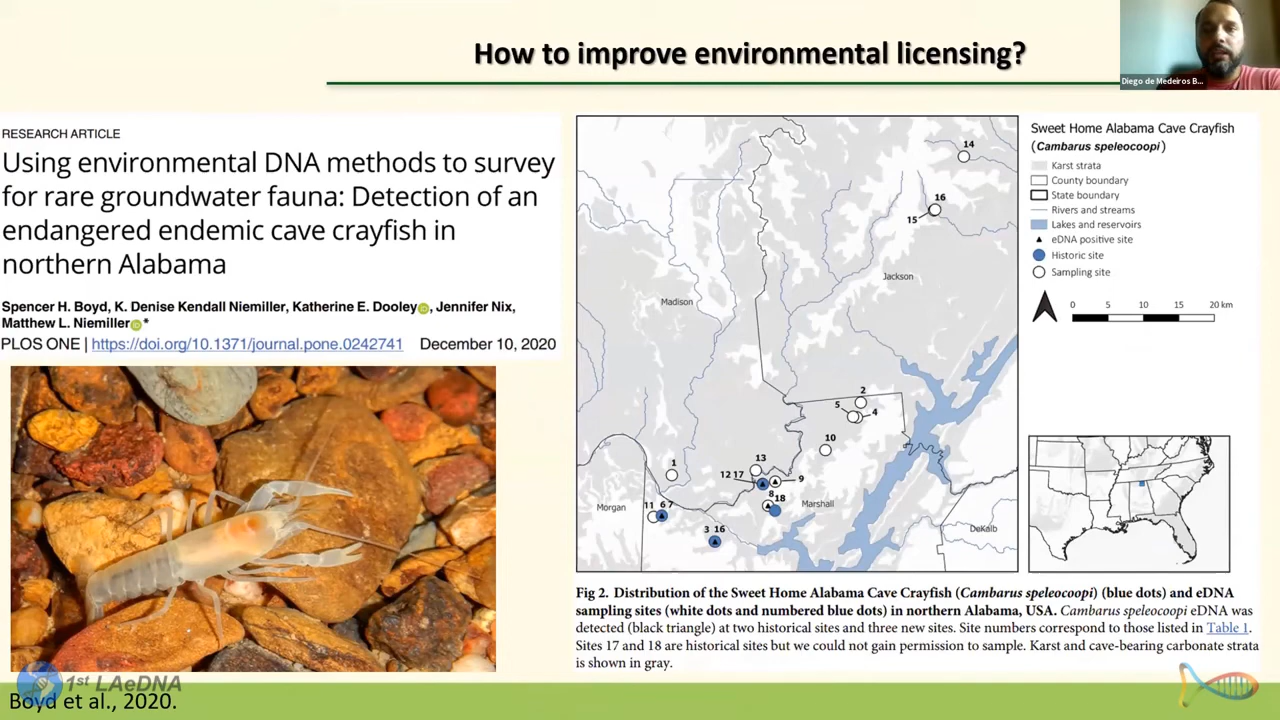 How to improve environmental licensing?
Diego de Medeiros B...
RESEARCH ARTICLE
Using environmental DNA methods to survey
for rare groundwater fauna: Detection of an
endangered endemic cave crayfish in
northern Alabama
Spencer H. Boyd, K. Denise Kendall Niemiller, Katherine E. Dooley, Jennifer Nix,
Matthew L. Niemiller*
PLOS ONE | https://doi.org/10.1371/journal.pone.0242741 December 10, 2020
14
16
15
Jackson
Madison
2
5
4
10
13
1
12 17
9
8
18
Marshall
Morgan
11 6 7
3 16
DeKalb
Sweet Home Alabama Cave Crayfish
(Cambarus speleocoopi)
Karst strata
County boundary
State boundary
Rivers and streams
Lakes and reservoirs
eDNA positive site
Historic site
Sampling site
0 5 10 15 20 km
Fig 2. Distribution of the Sweet Home Alabama Cave Crayfish (Cambarus speleocoopi) (blue dots) and eDNA
sampling sites (white dots and numbered blue dots) in northern Alabama, USA. Cambarus speleocoopi eDNA was
detected (black triangle) at two historical sites and three new sites. Site numbers correspond to those listed in Table 1.
Sites 17 and 18 are historical sites but we could not gain permission to sample. Karst and cave-bearing carbonate strata
is shown in gray.
1st LAeDNA
Boyd et al., 2020.